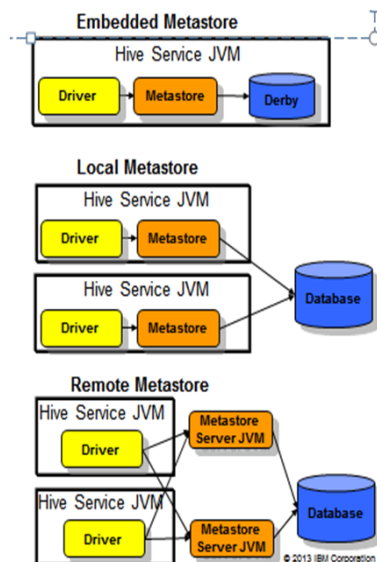 Embedded Metastore
Hive Service JVM
Driver
Metastore
Derby
Local Metastore
Hive Service JVM
Driver
Metastore
Hive Service JVM
Driver
Metastore
Database
Remote Metastore
Hive Service JVM
Driver
Metastore
Server JVM
Hive Service JVM
Driver
Metastore
Server JVM
Database
© 2013 IBM Corporation